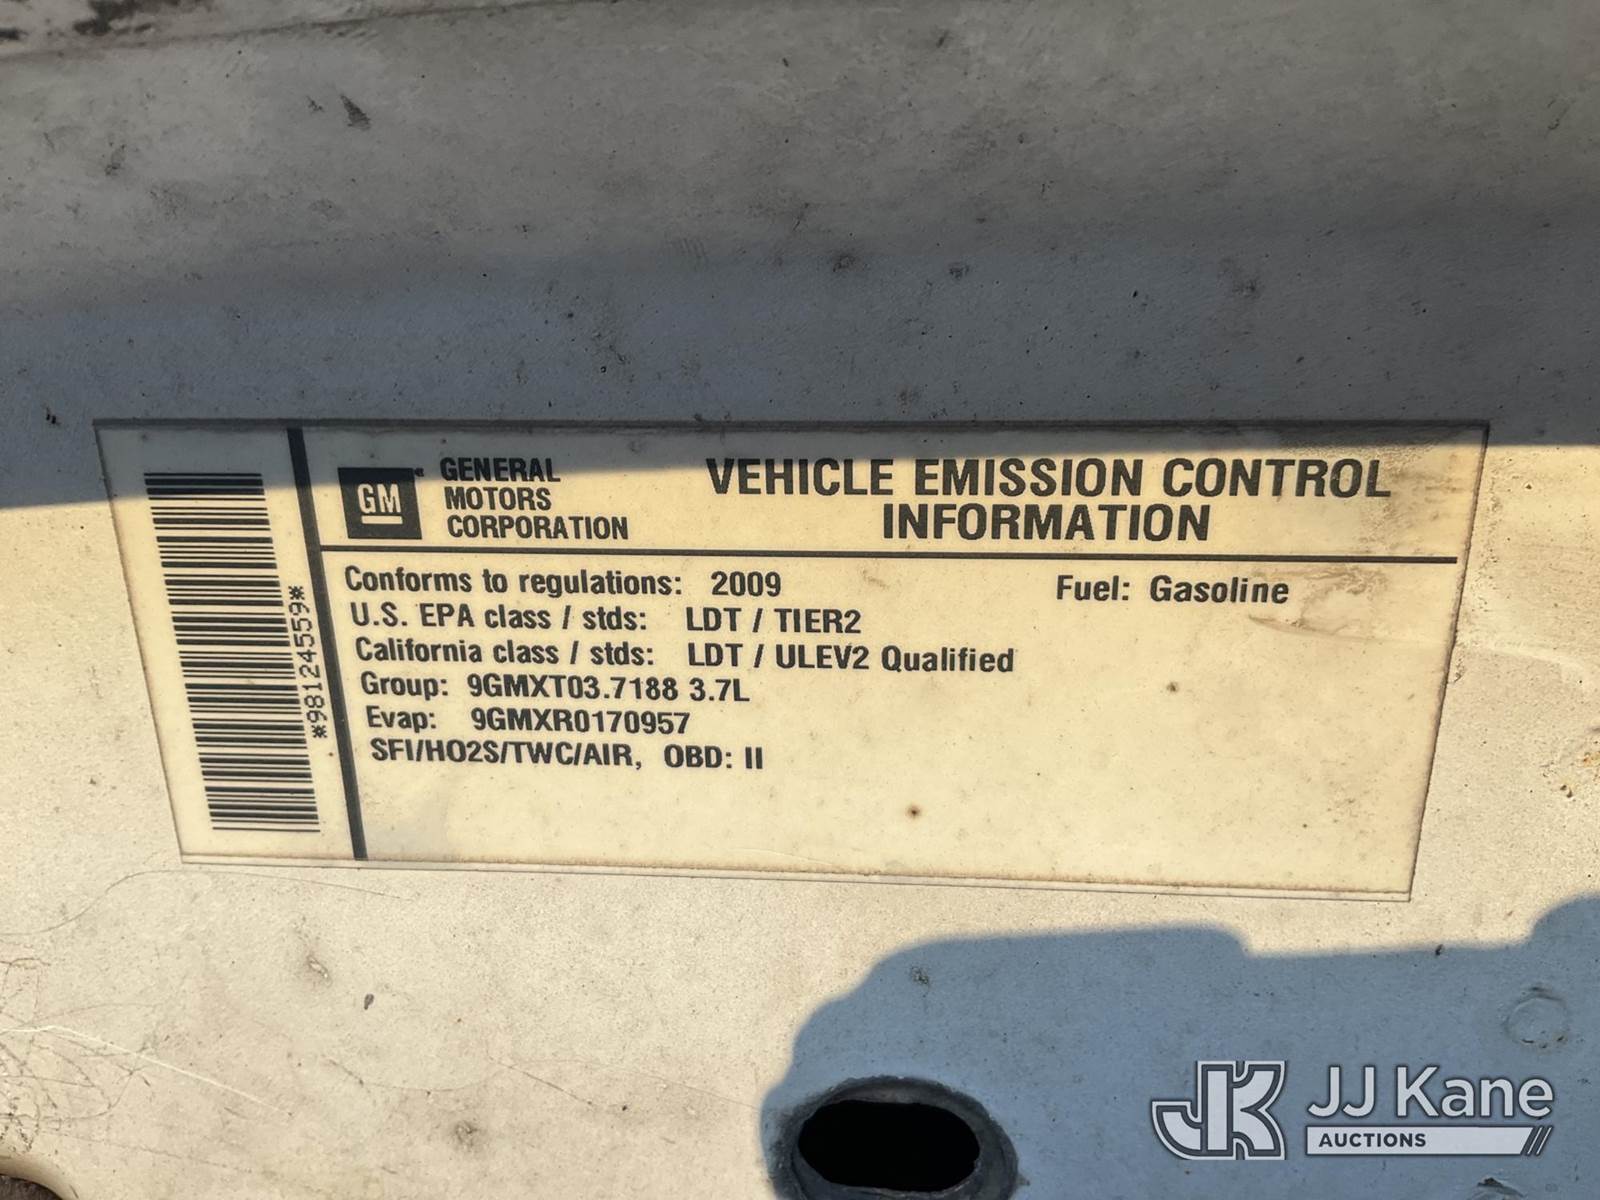 GM
GENERAL
MOTORS
CORPORATION
VEHICLE EMISSION CONTROL
INFORMATION
Conforms to regulations: 2009
Fuel: Gasoline
U.S. EPA class / stds: LDT / TIER2
California class / stds: LDT / ULEV2 Qualified
Group: 9GMXT03.7188 3.7L
Evap: 9GMXR0170957
SFI/HO2S/TWC/AIR, OBD: II
*98124559*
JK JJ Kane
AUCTIONS